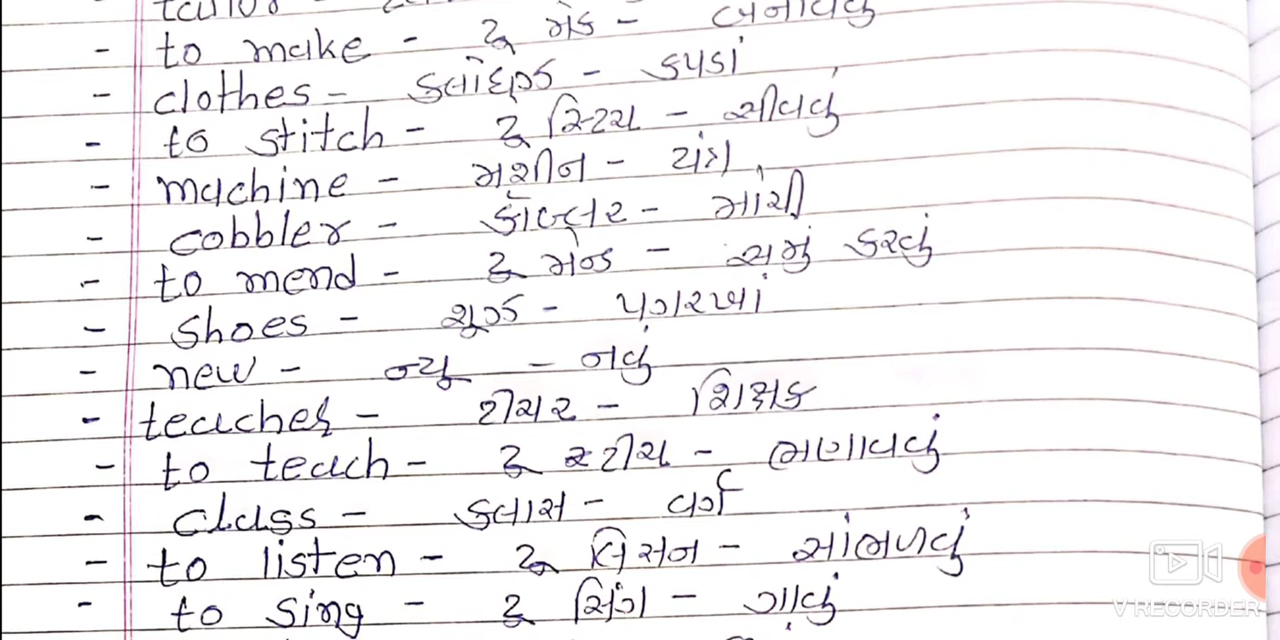 - to make - ટુ મેક - બનાવવું
- clothes - ક્લોધ્ઝ - કપડાં
- to stitch - ટુ સ્ટિચ - સીવવું
- machine - મશીન - યંત્ર
- cobbler - કૉબ્લર - મોચી
- to mend - ટુ મેન્ડ - સમું કરવું
- shoes - શૂઝ - પગરખાં
- new - ન્યૂ - નવું
- teacher - ટીચર - શિક્ષક
- to teach - ટુ સ્ટીચ - ભણાવવું
- class - ક્લાસ - વર્ગ
- to listen - ટુ લિસન - સાંભળવું
- to sing - ટુ સિંગ - ગાવું
V RECORDER